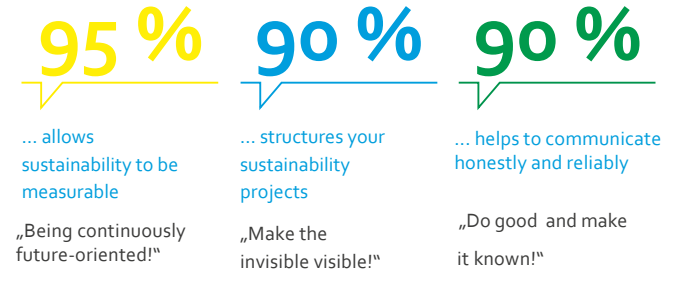 95 %
... allows
sustainability to be
measurable
„Being continuously
future-oriented!“
90 %
... structures your
sustainability
projects
„Make the
invisible visible!“
90 %
... helps to communicate
honestly and reliably
„Do good and make
it known!“